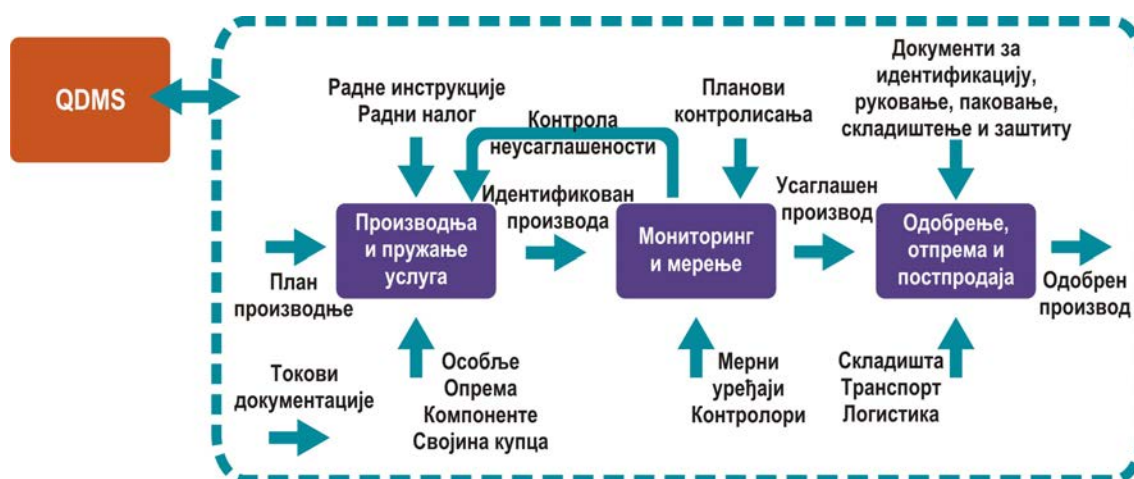 QDMS
Радне инструкције
Радни налог
Контрола
неусаглашености
Планови
контролисања
Документи за
идентификацију,
руковање, паковање,
складиштење и заштиту
План
производње
Производња
и пружање
услуга
Идентификован
производа
Мониторинг
и мерење
Усаглашен
производ
Одобрење,
отпрема и
постпродаја
Одобрен
производ
Токови
документације
Особље
Опрема
Компоненте
Својина купца
Мерни
уређаји
Контролори
Складишта
Транспорт
Логистика